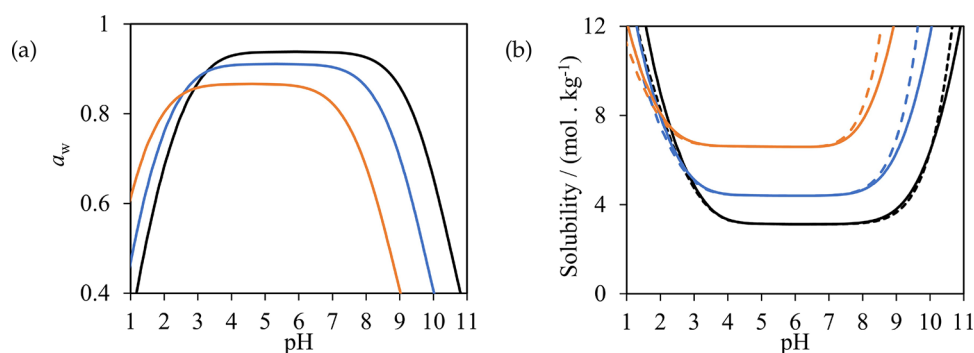 (a)
a_w
1
0.8
0.6
0.4
1 2 3 4 5 6 7 8 9 10 11
pH
(b)
Solubility / (mol . kg⁻¹)
12
8
4
0
1 2 3 4 5 6 7 8 9 10 11
pH